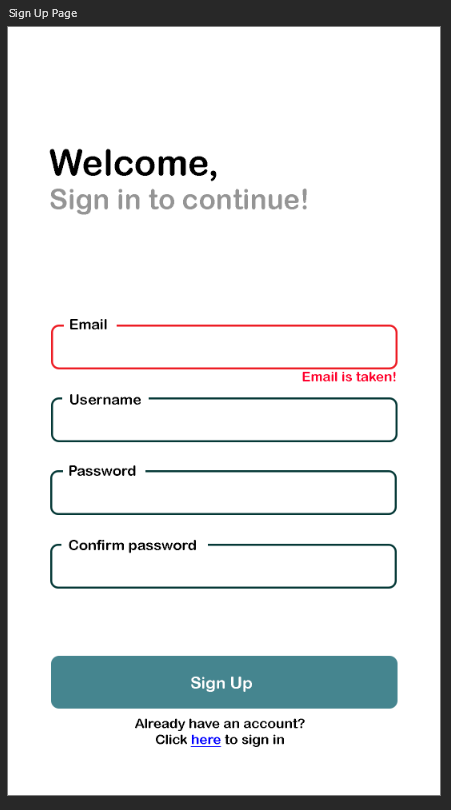 Sign Up Page
Welcome,
Sign in to continue!
Email
Email is taken!
Username
Password
Confirm password
Sign Up
Already have an account?
Click here to sign in